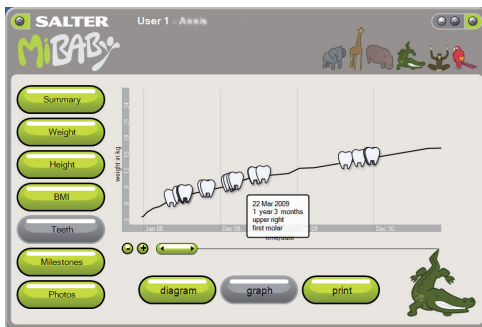 SALTER
User 1 -
MiBABy
Summary
Weight
Height
BMI
Teeth
Milestones
Photos
weight in kg
22 Mar 2009
1 year 3 months
upper right
first molar
Jan 08
Dec 08
Dec 10
time/date
diagram
graph
print